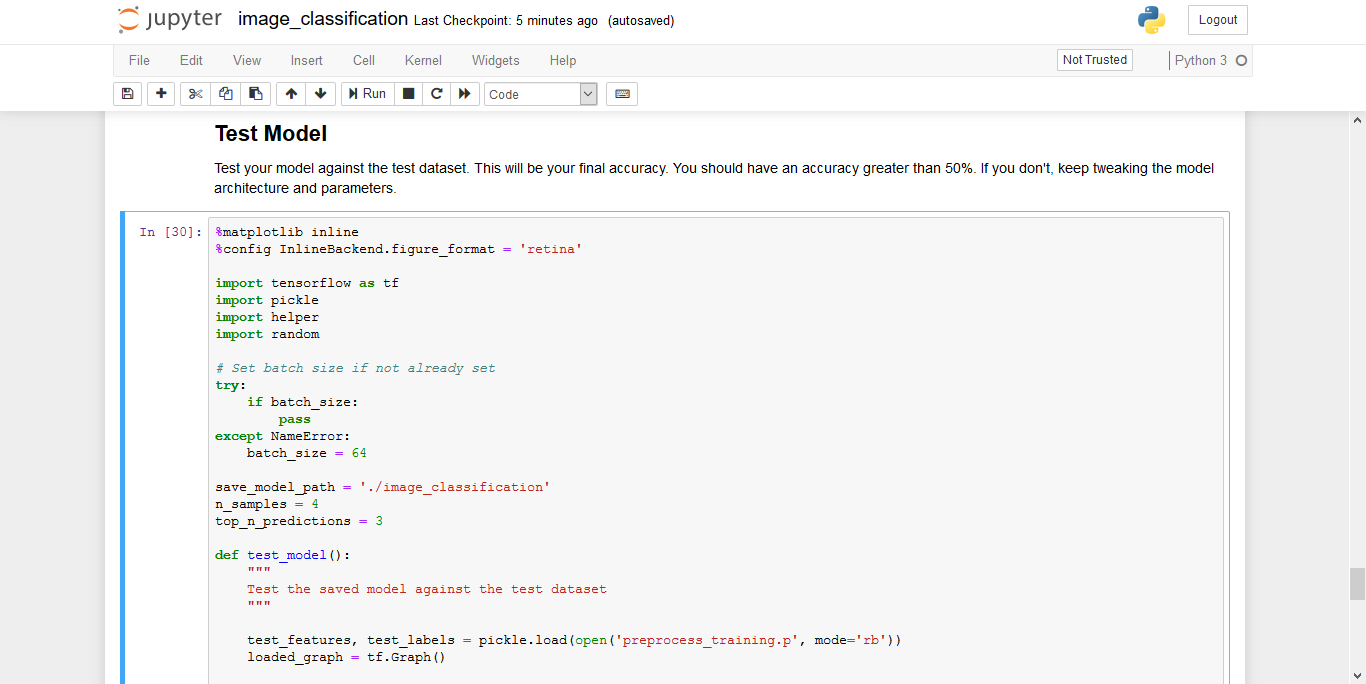 jupyter image_classification Last Checkpoint: 5 minutes ago (autosaved) Logout
File Edit View Insert Cell Kernel Widgets Help Not Trusted Python 3
Run Code
Test Model
Test your model against the test dataset. This will be your final accuracy. You should have an accuracy greater than 50%. If you don't, keep tweaking the model
architecture and parameters.
In [30]: %matplotlib inline
%config InlineBackend.figure_format = 'retina'
import tensorflow as tf
import pickle
import helper
import random
# Set batch size if not already set
try:
    if batch_size:
        pass
except NameError:
    batch_size = 64
save_model_path = './image_classification'
n_samples = 4
top_n_predictions = 3
def test_model():
    """
    Test the saved model against the test dataset
    """
    test_features, test_labels = pickle.load(open('preprocess_training.p', mode='rb'))
    loaded_graph = tf.Graph()